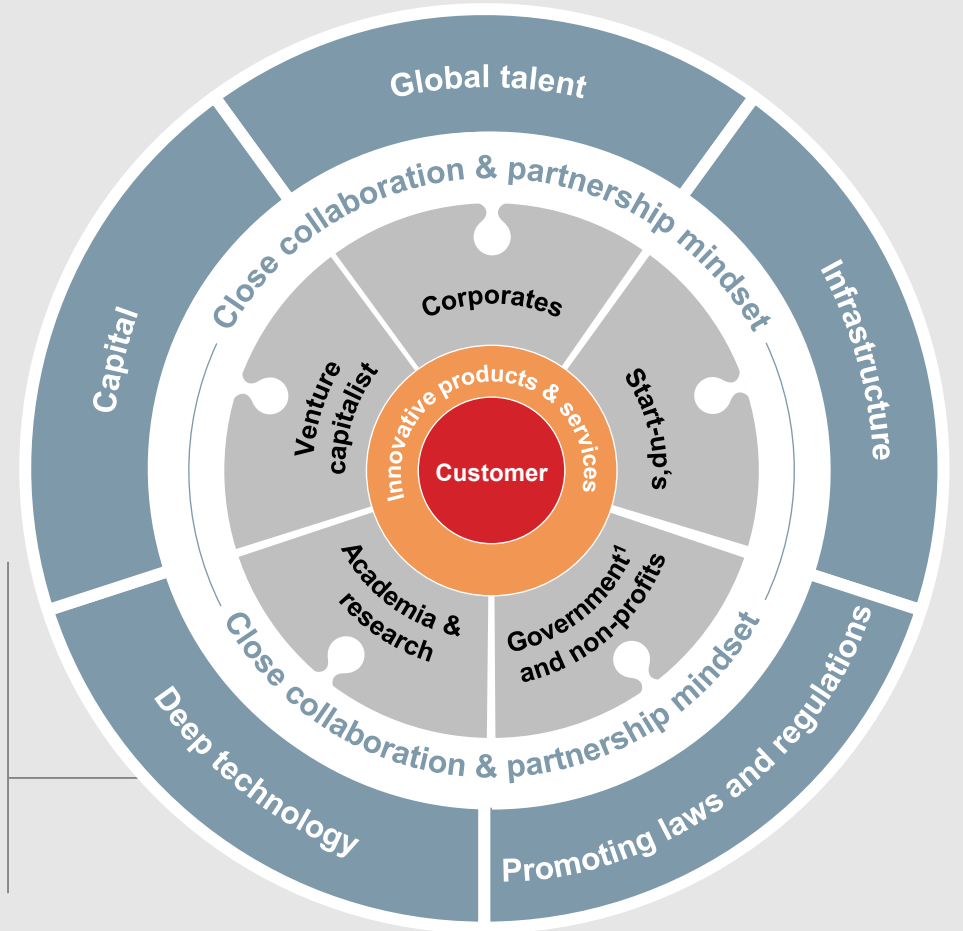 Global talent
Close collaboration & partnership mindset
Capital
Infrastructure
Corporates
Venture
capitalist
Start-up‘s
Innovative products & services
Customer
Academia &
research
Government¹
and non-profits
Close collaboration & partnership mindset
Deep technology
Promoting laws and regulations